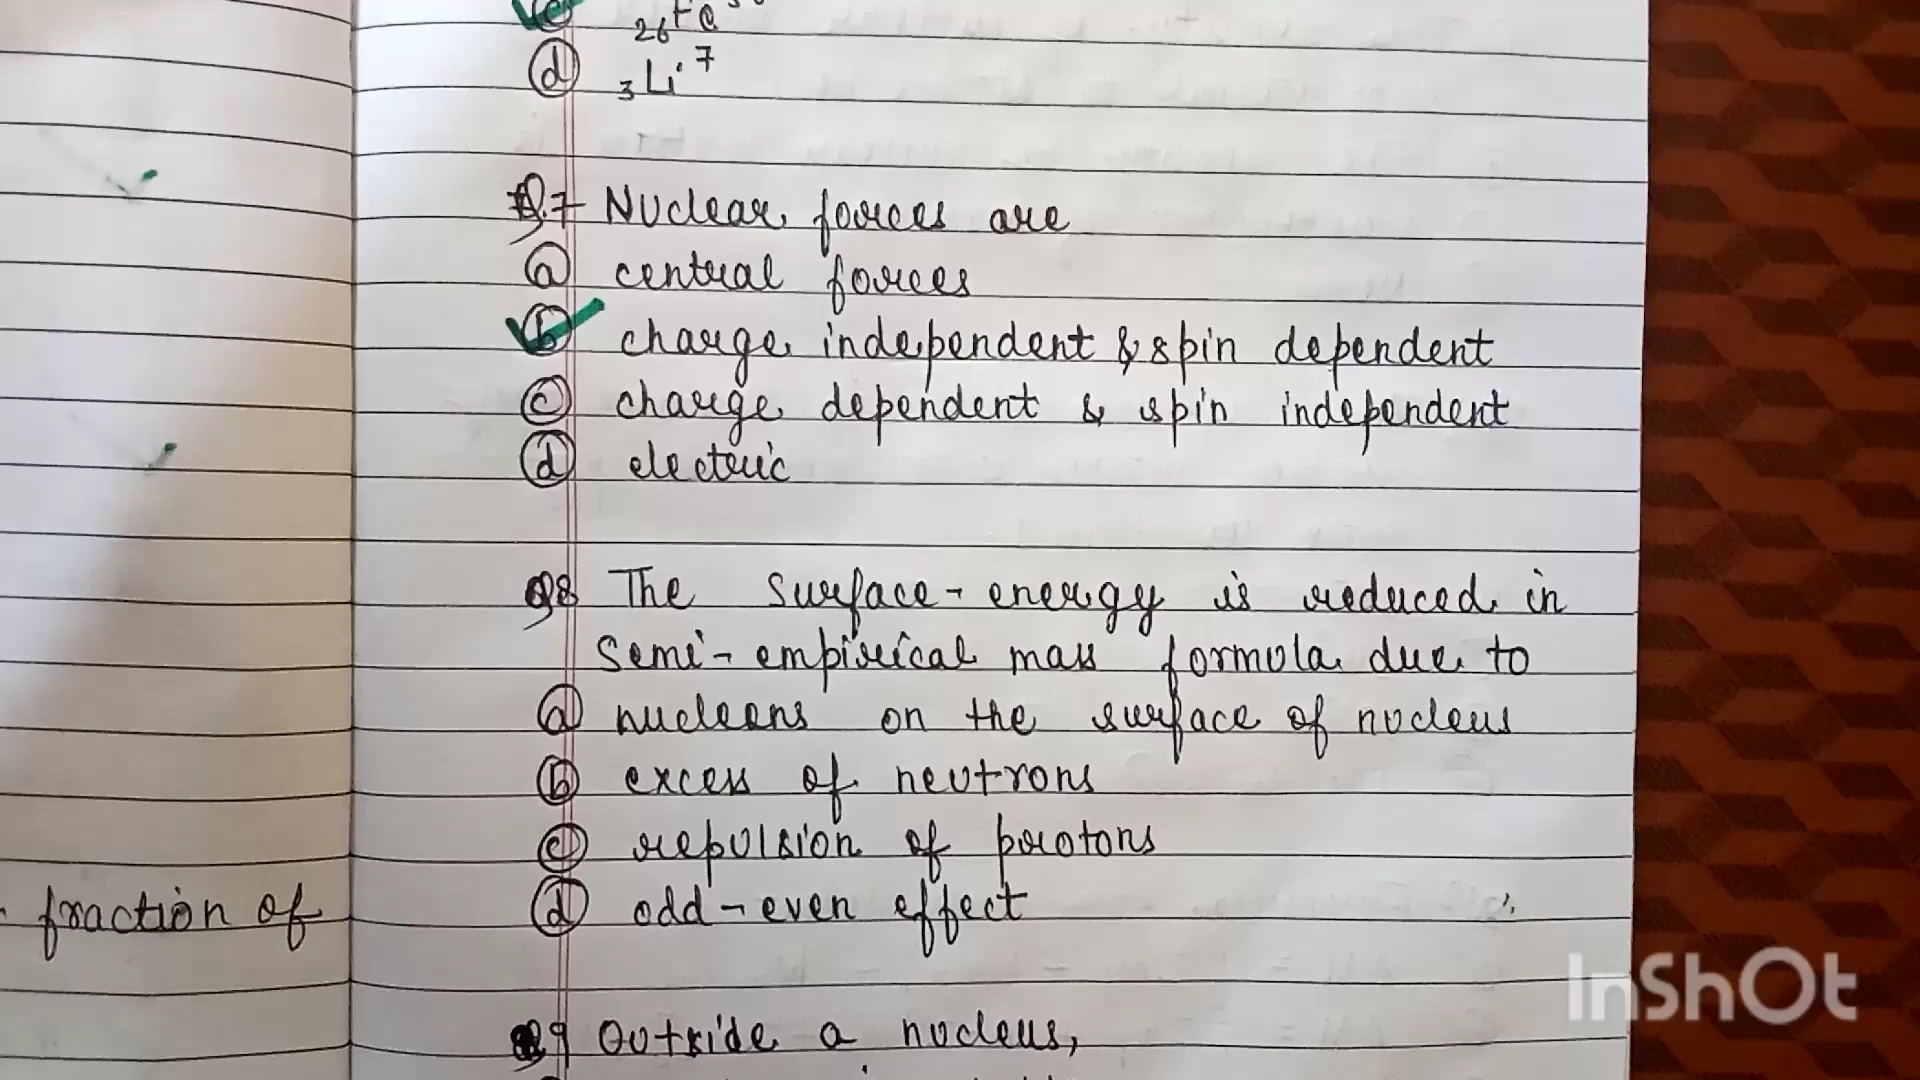 (c) 26Fe
(d) 3Li7
Q.7 Nuclear forces are
(a) central forces
(b) charge independent & spin dependent
(c) charge dependent & spin independent
(d) electric
Q8 The surface-energy is reduced in
semi-empirical mass formula due to
(a) nucleons on the surface of nucleus
(b) excess of neutrons
(c) repulsion of protons
(d) odd-even effect
fraction of
Q9 Outside a nucleus,
InShOt